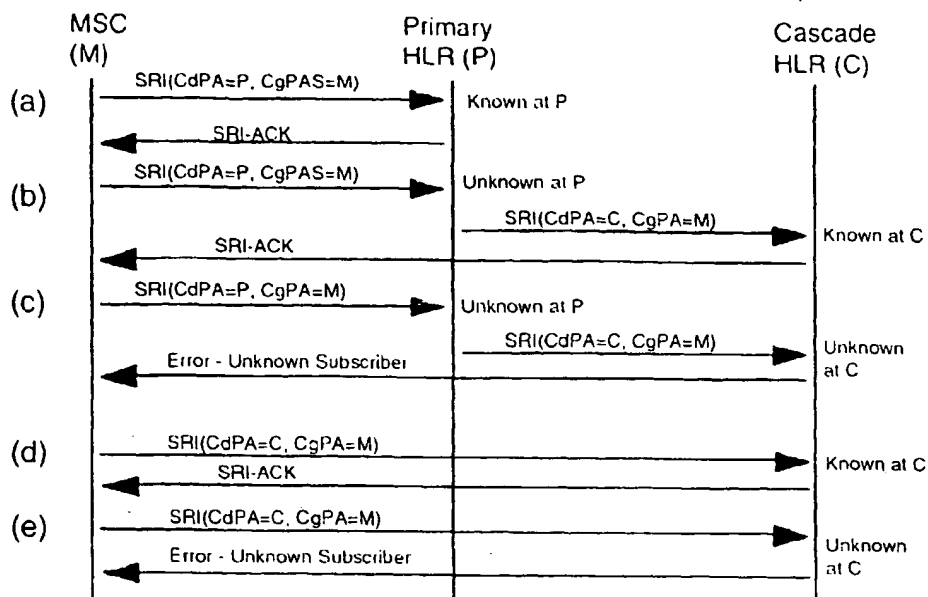 MSC
(M)
Primary
HLR (P)
Cascade
HLR (C)
(a)
SRI(CdPA=P, CgPAS=M)
Known at P
SRI-ACK
(b)
SRI(CdPA=P, CgPAS=M)
Unknown at P
SRI(CdPA=C, CgPA=M)
Known at C
SRI-ACK
(c)
SRI(CdPA=P, CgPA=M)
Unknown at P
SRI(CdPA=C, CgPA=M)
Unknown
at C
Error - Unknown Subscriber
(d)
SRI(CdPA=C, CgPA=M)
Known at C
SRI-ACK
(e)
SRI(CdPA=C, CgPA=M)
Unknown
at C
Error - Unknown Subscriber